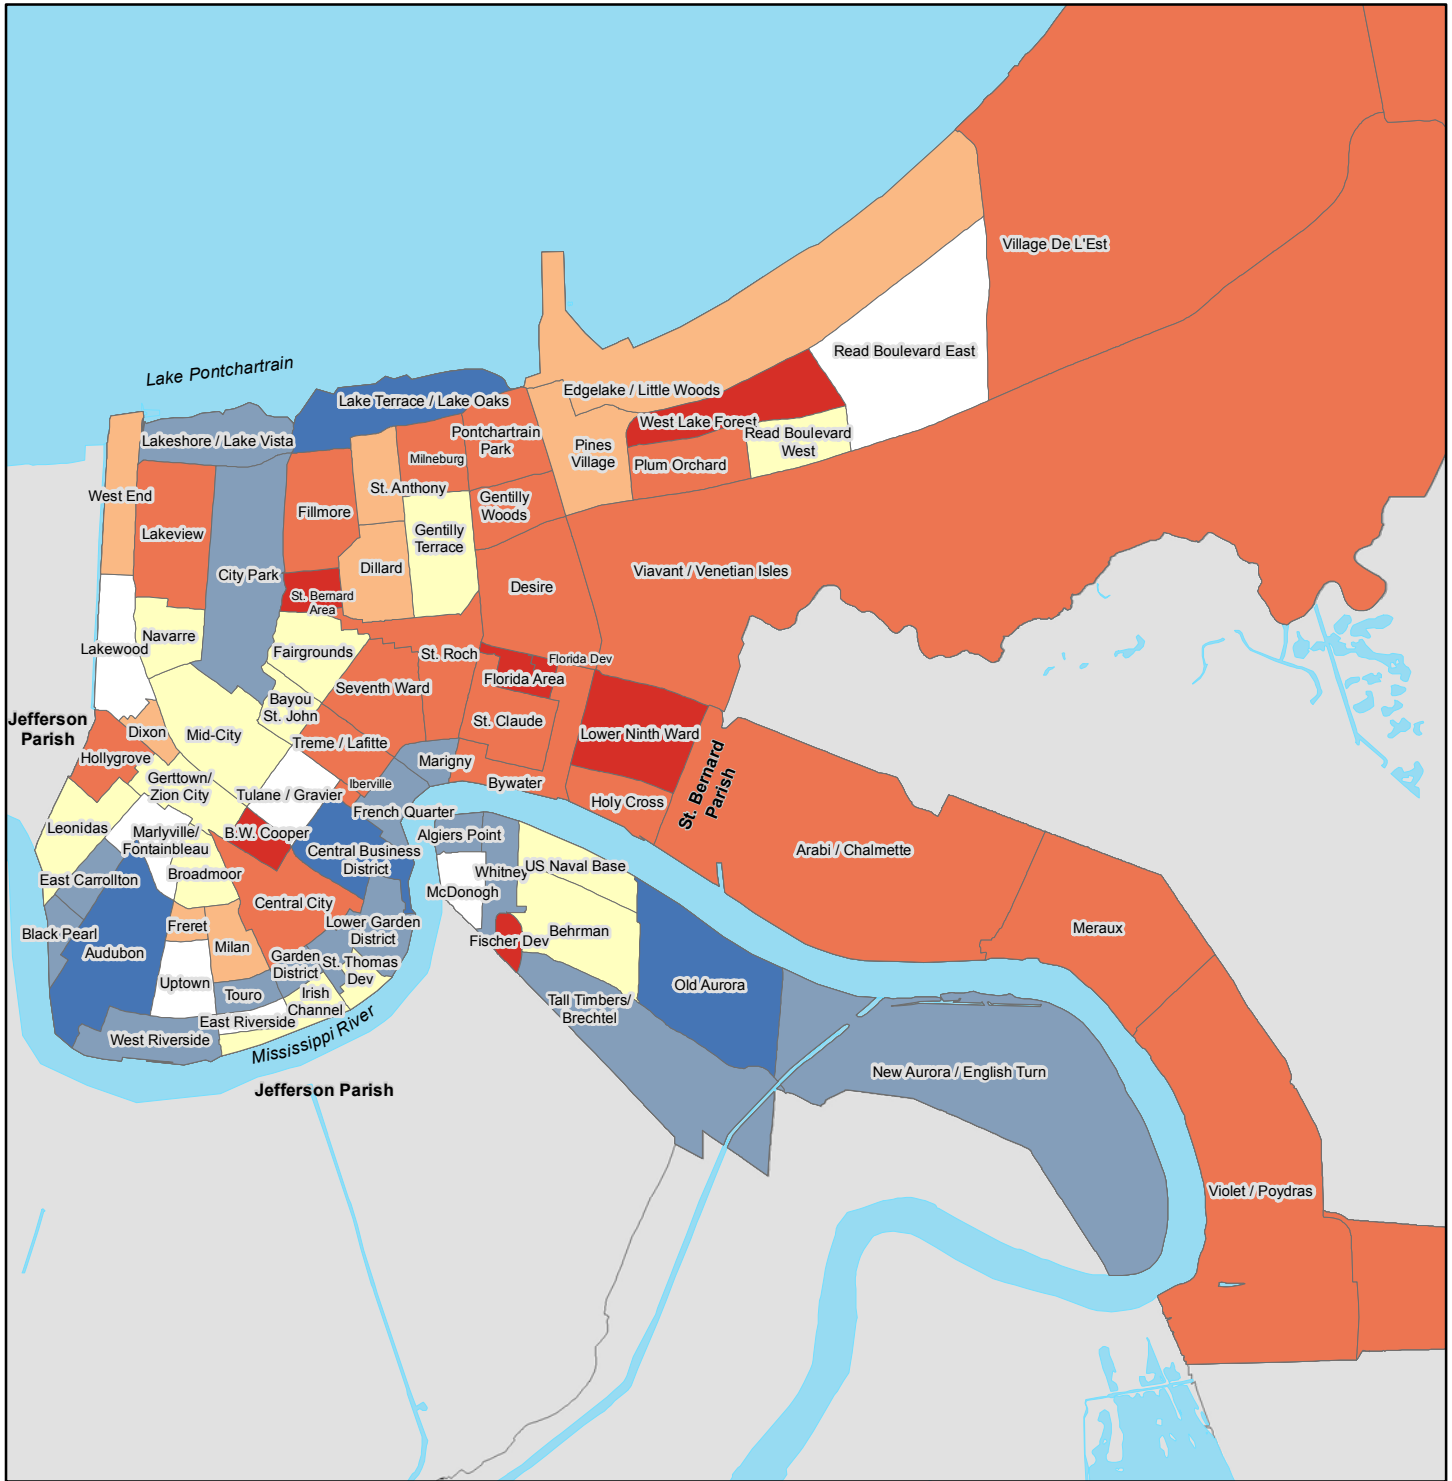 Village De L'Est
Read Boulevard East
Lake Pontchartrain
Edgelake / Little Woods
Lake Terrace / Lake Oaks
West Lake Forest
Lakeshore / Lake Vista
Pontchartrain
Park
Read Boulevard
West
Pines
Village
Milneburg
Plum Orchard
St. Anthony
West End
Gentilly
Woods
Fillmore
Lakeview
Gentilly
Terrace
Dillard
City Park
Viavant / Venetian Isles
Desire
St. Bernard
Area
Navarre
Lakewood
Fairgrounds
St. Roch
Florida Dev
Florida Area
Seventh Ward
Bayou
St. John
Jefferson
Parish
Dixon
Mid-City
St. Claude
Lower Ninth Ward
Treme / Lafitte
Hollygrove
Marigny
Gerttown/
Zion City
Iberville
Bywater
Tulane / Gravier
St. Bernard
Parish
Holy Cross
French Quarter
Leonidas
Marlyville/
Fontainbleau
B.W. Cooper
Algiers Point
Central Business
District
Arabi / Chalmette
US Naval Base
Whitney
Broadmoor
East Carrollton
McDonogh
Central City
Freret
Lower Garden
District
Black Pearl
Behrman
Meraux
Fischer Dev
Audubon
Milan
Garden
District
St. Thomas
Dev
Uptown
Old Aurora
Touro
Irish
Channel
Tall Timbers/
Brechtel
East Riverside
West Riverside
Mississippi River
New Aurora / English Turn
Jefferson Parish
Violet / Poydras